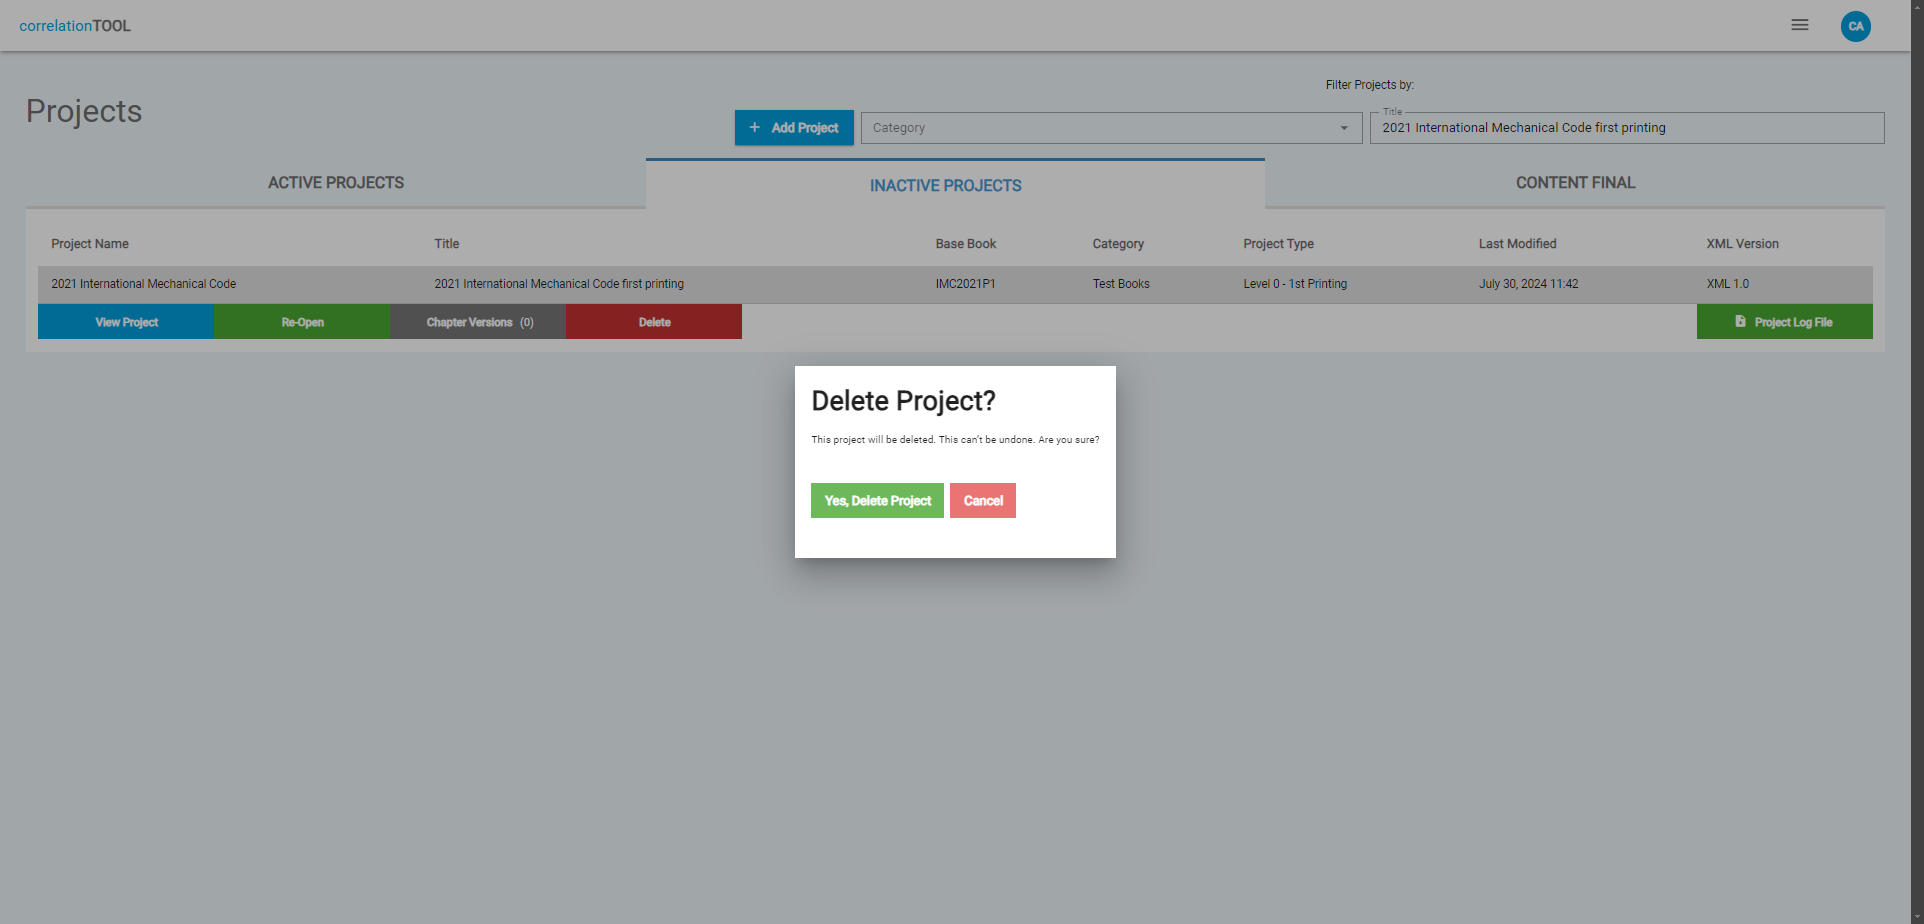 correlationTOOL
CA
Filter Projects by:
Projects
+ Add Project
Category
Title
2021 International Mechanical Code first printing
ACTIVE PROJECTS
INACTIVE PROJECTS
CONTENT FINAL
Project Name Title Base Book Category Project Type Last Modified XML Version
2021 International Mechanical Code 2021 International Mechanical Code first printing IMC2021P1 Test Books Level 0 - 1st Printing July 30, 2024 11:42 XML 1.0
View Project Re-Open Chapter Versions (0) Delete Project Log File
Delete Project?
This project will be deleted. This can't be undone. Are you sure?
Yes, Delete Project Cancel